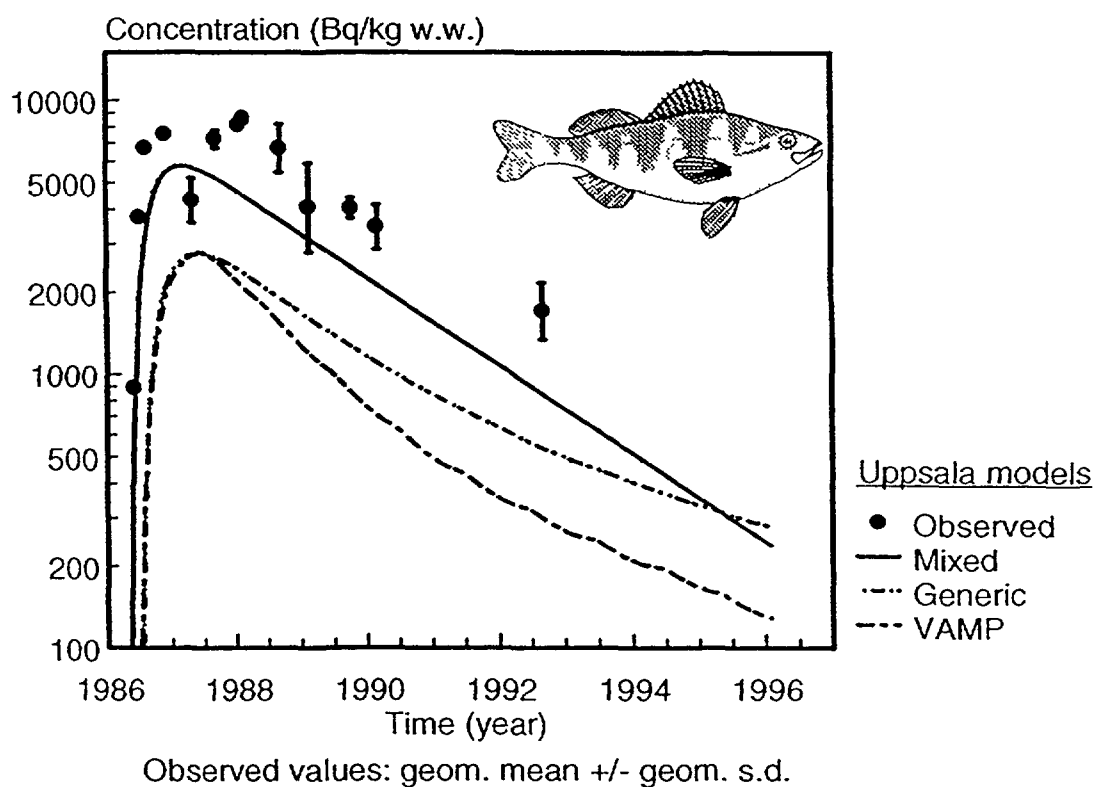 Concentration (Bq/kg w.w.)
10000
5000
2000
1000
500
200
100
1986 1988 1990 1992 1994 1996
Time (year)
Uppsala models
Observed
Mixed
Generic
VAMP
Observed values: geom. mean +/- geom. s.d.